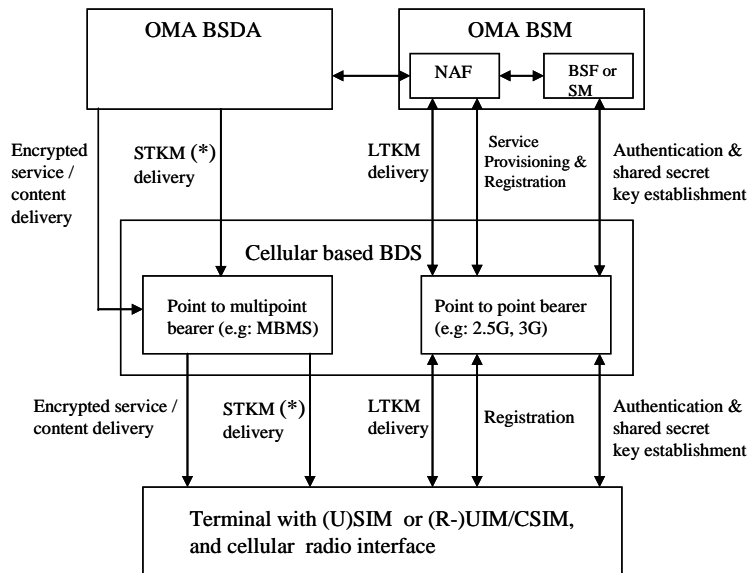 OMA BSDA
OMA BSM
NAF
BSF or
SM
Encrypted
service /
content
delivery
STKM (*)
delivery
LTKM
delivery
Service
Provisioning &
Registration
Authentication &
shared secret
key establishment
Cellular based BDS
Point to multipoint
bearer (e.g: MBMS)
Point to point bearer
(e.g: 2.5G, 3G)
Encrypted service /
content delivery
STKM (*)
delivery
LTKM
delivery
Registration
Authentication &
shared secret
key establishment
Terminal with (U)SIM or (R-)UIM/CSIM,
and cellular radio interface